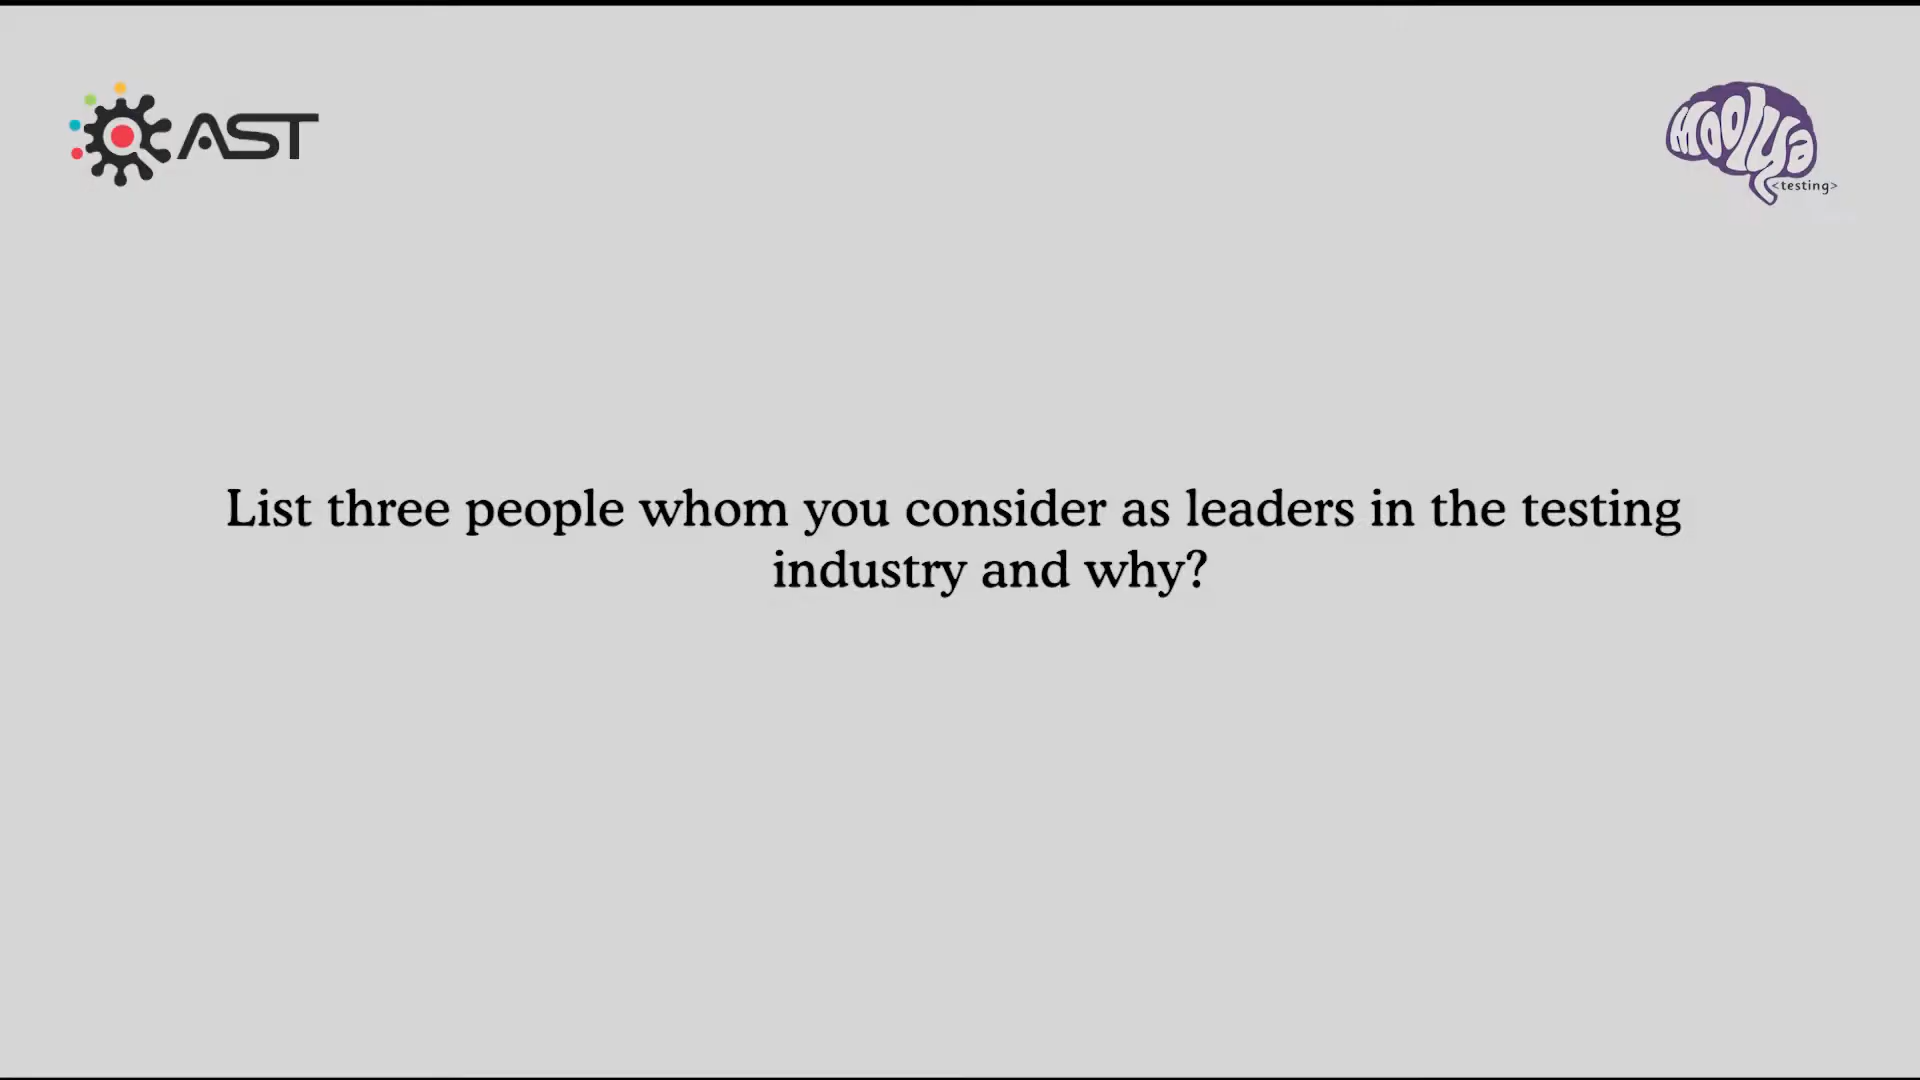 AST
moolya
<testing>
List three people whom you consider as leaders in the testing
industry and why?